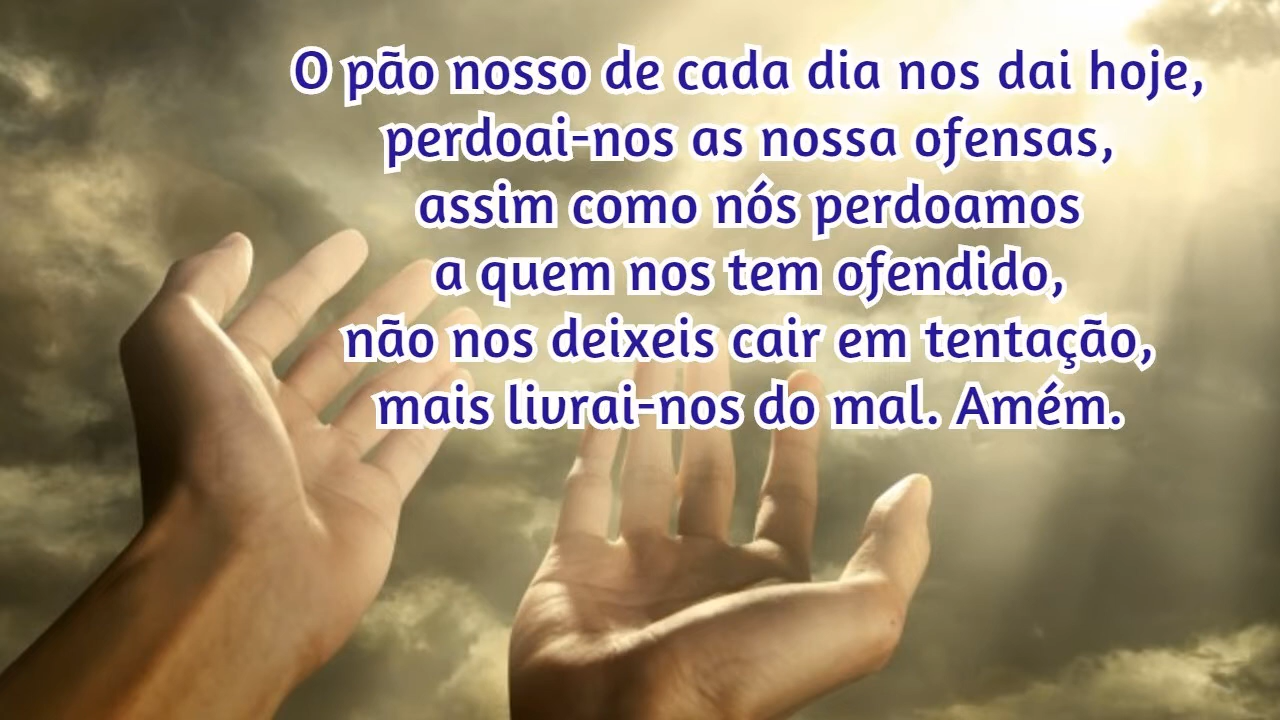 O pão nosso de cada dia nos dai hoje,
perdoai-nos as nossa ofensas,
assim como nós perdoamos
a quem nos tem ofendido,
não nos deixeis cair em tentação,
mais livrai-nos do mal. Amém.